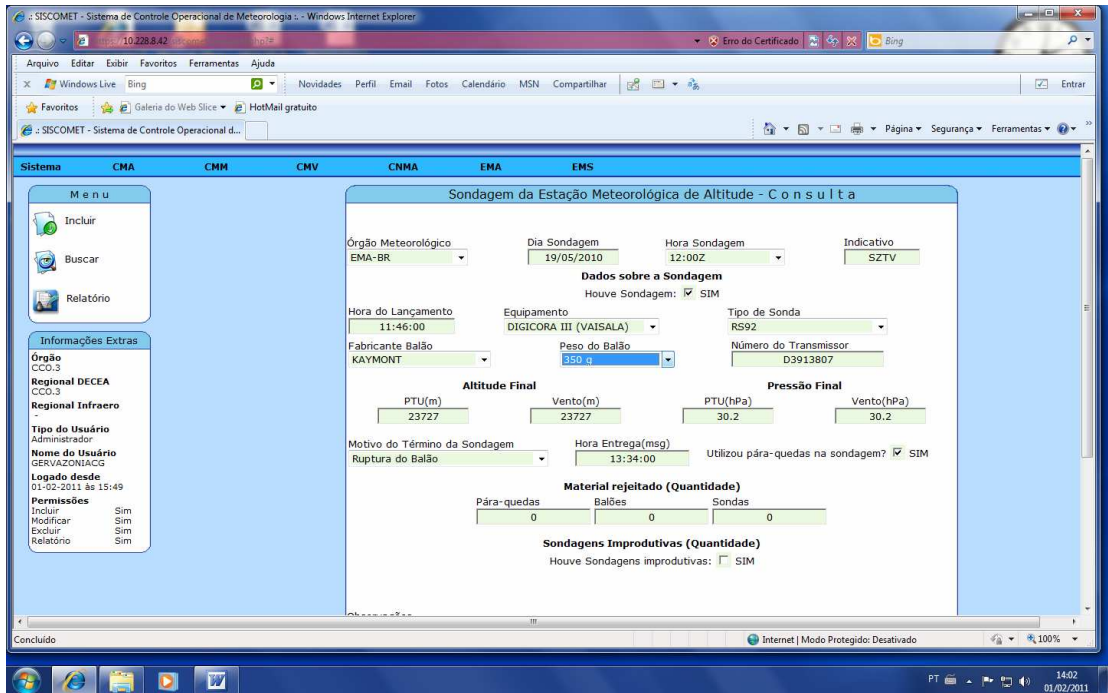 .: SISCOMET - Sistema de Controle Operacional de Meteorologia :. - Windows Internet Explorer
10.228.8.42
Erro do Certificado
Bing
Arquivo Editar Exibir Favoritos Ferramentas Ajuda
x Windows Live Bing Novidades Perfil Email Fotos Calendário MSN Compartilhar Entrar
Favoritos Galeria do Web Slice HotMail gratuito
.: SISCOMET - Sistema de Controle Operacional d... Página Segurança Ferramentas
Sistema CMA CMM CMV CNMA EMA EMS
Menu
Incluir
Buscar
Relatório
Informações Extras
Órgão
CCO.3
Regional DECEA
CCO.3
Regional Infraero
-
Tipo do Usuário
Administrador
Nome do Usuário
GERVAZONIACG
Logado desde
01-02-2011 às 15:49
Permissões
Incluir Sim
Modificar Sim
Excluir Sim
Relatório Sim
Sondagem da Estação Meteorológica de Altitude - Consulta
Órgão Meteorológico Dia Sondagem Hora Sondagem Indicativo
EMA-BR 19/05/2010 12:00Z SZTV
Dados sobre a Sondagem
Houve Sondagem: SIM
Hora do Lançamento Equipamento Tipo de Sonda
11:46:00 DIGICORA III (VAISALA) RS92
Fabricante Balão Peso do Balão Número do Transmissor
KAYMONT 350 g D3913807
Altitude Final Pressão Final
PTU(m) Vento(m) PTU(hPa) Vento(hPa)
23727 23727 30.2 30.2
Motivo do Término da Sondagem Hora Entrega(msg) Utilizou pára-quedas na sondagem? SIM
Ruptura do Balão 13:34:00
Material rejeitado (Quantidade)
Pára-quedas Balões Sondas
0 0 0
Sondagens Improdutivas (Quantidade)
Houve Sondagens improdutivas: SIM
Concluído Internet | Modo Protegido: Desativado 100%
PT 14:02
01/02/2011